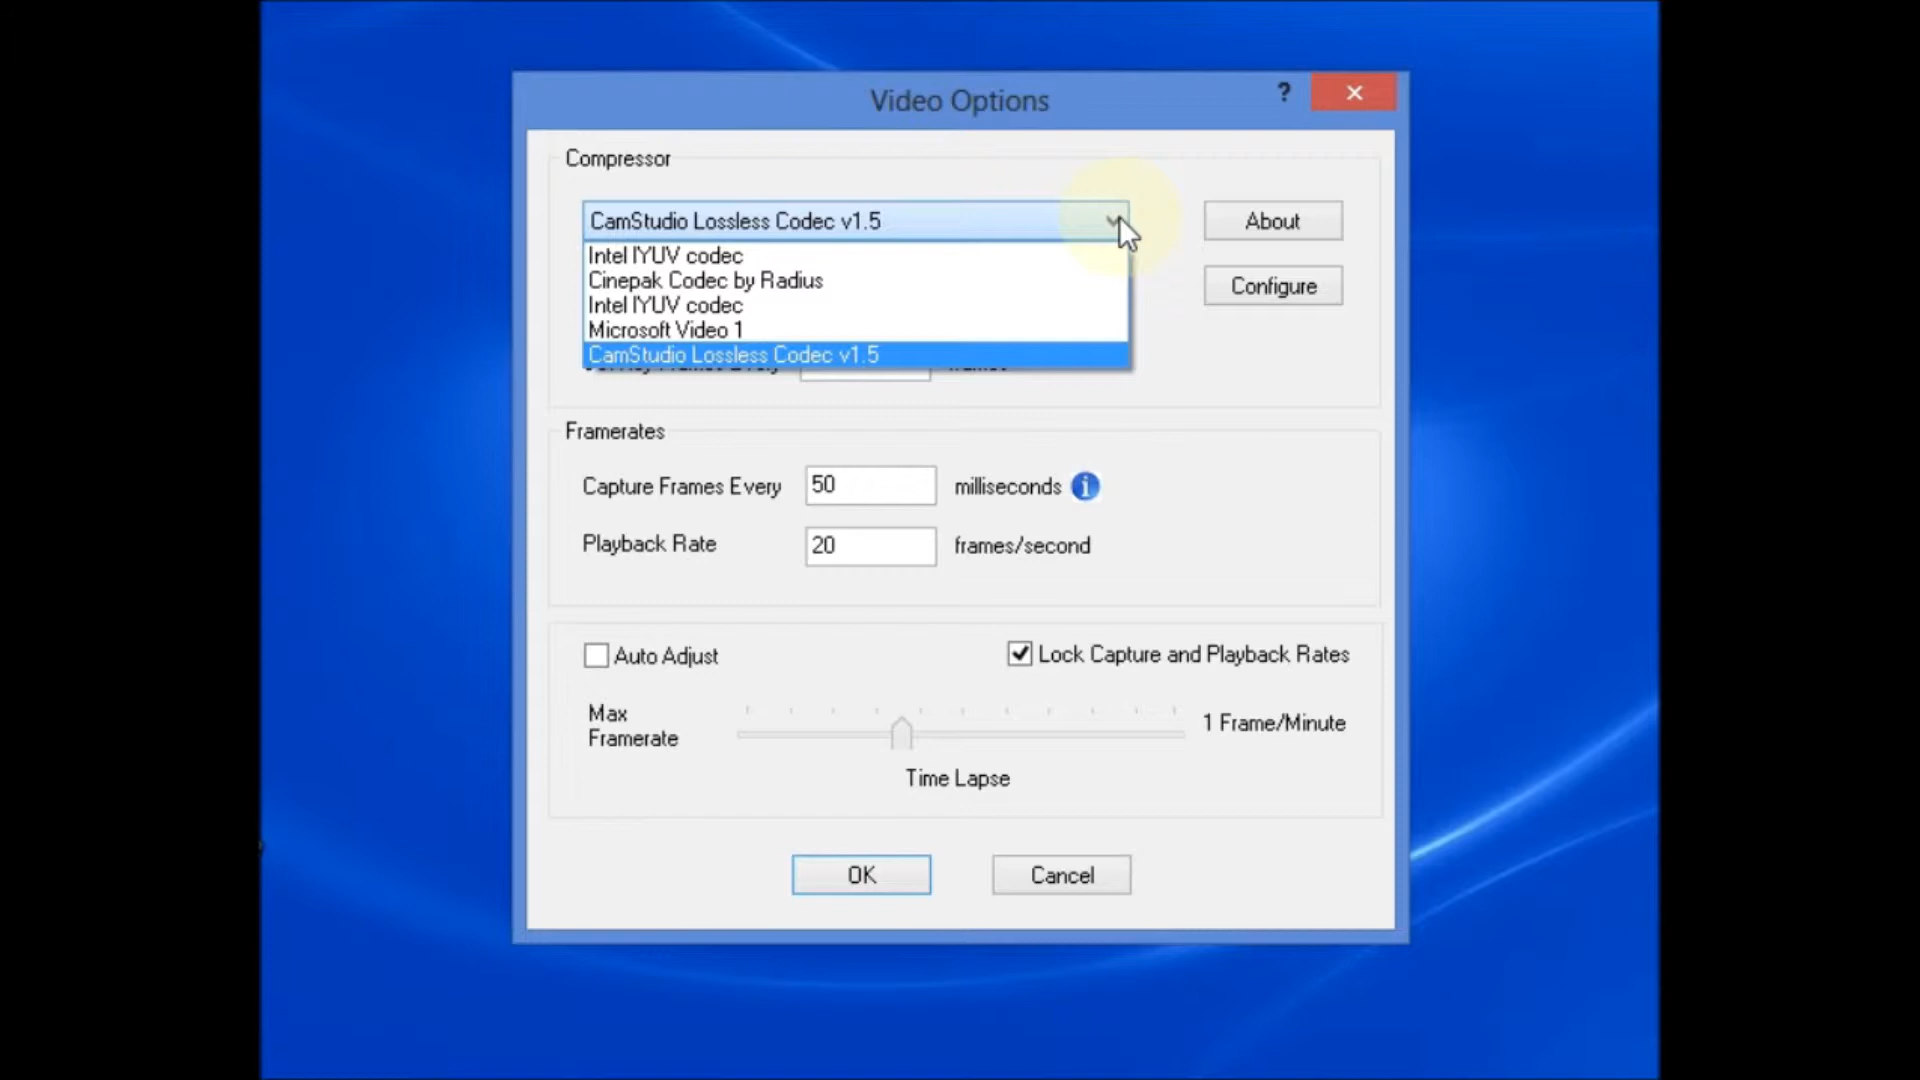 Video Options
?
Compressor
CamStudio Lossless Codec v1.5
About
Intel IYUV codec
Cinepak Codec by Radius
Configure
Intel IYUV codec
Microsoft Video 1
CamStudio Lossless Codec v1.5
Framerates
Capture Frames Every 50 milliseconds i
Playback Rate 20 frames/second
Auto Adjust
Lock Capture and Playback Rates
Max
Framerate
1 Frame/Minute
Time Lapse
OK
Cancel